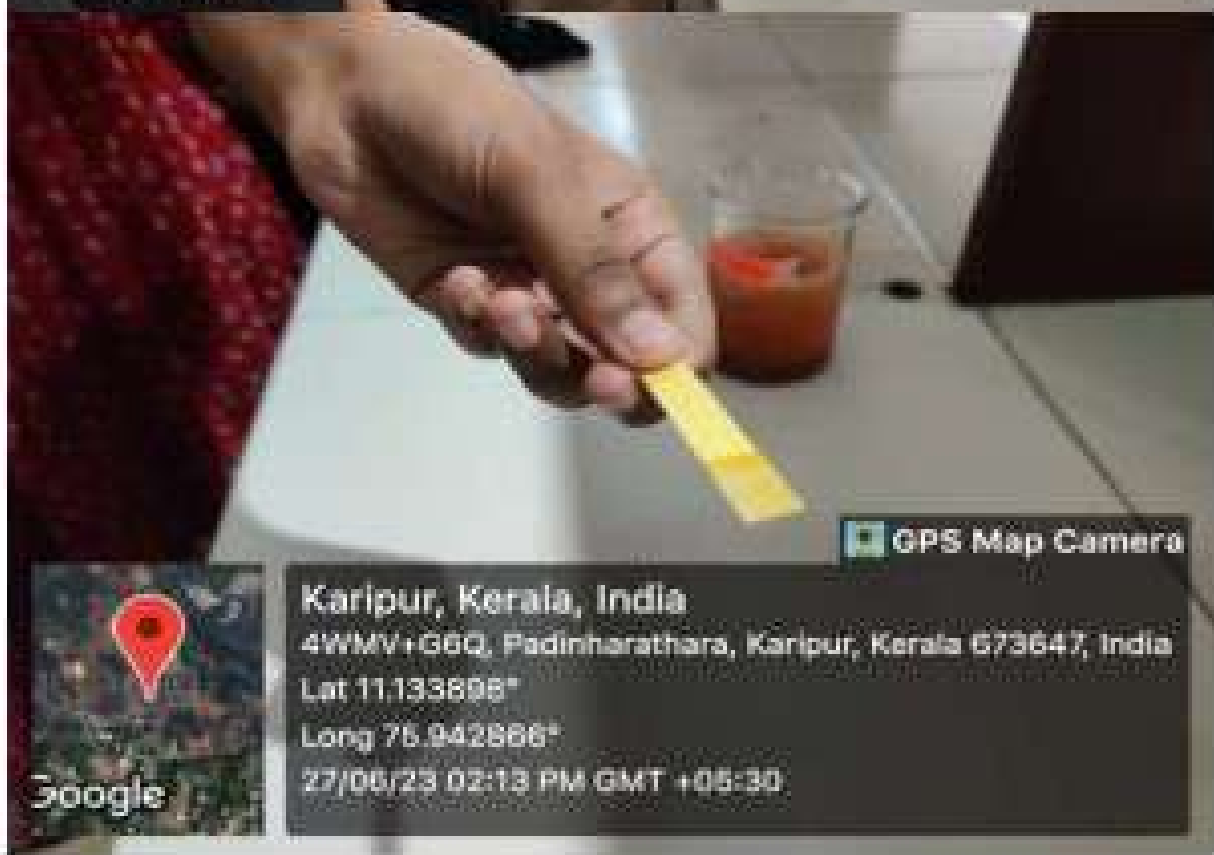 GPS Map Camera
Karipur, Kerala, India
4WMV+G6Q, Padinharathara, Karipur, Kerala 673647, India
Lat 11.133898°
Long 75.942866°
27/06/23 02:13 PM GMT +05:30
Google